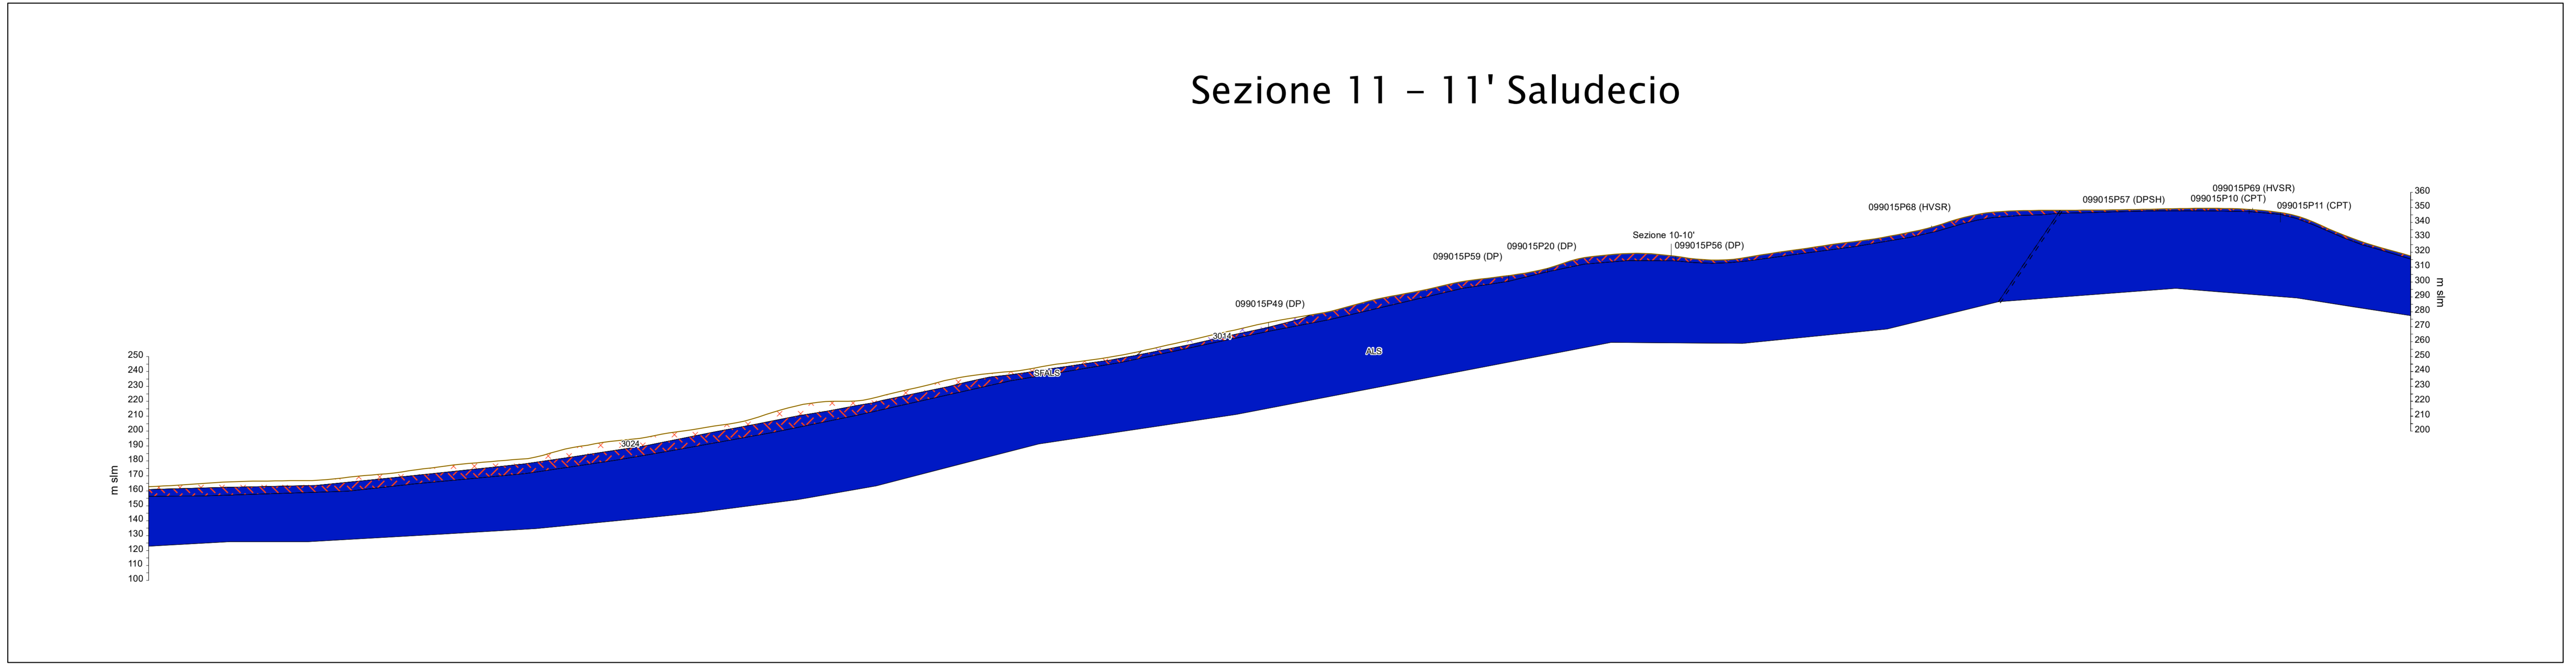 Sezione 11 - 11' Saludecio
099015P69 (HVSR)
099015P57 (DPSH)
099015P10 (CPT)
099015P11 (CPT)
099015P68 (HVSR)
Sezione 10-10'
099015P20 (DP)
099015P56 (DP)
099015P59 (DP)
099015P49 (DP)
3014
ALS
SFALS
3024
m slm
250
240
230
220
210
200
190
180
170
160
150
140
130
120
110
100
360
350
340
330
320
310
300
290
280
270
260
250
240
230
220
210
200
m slm